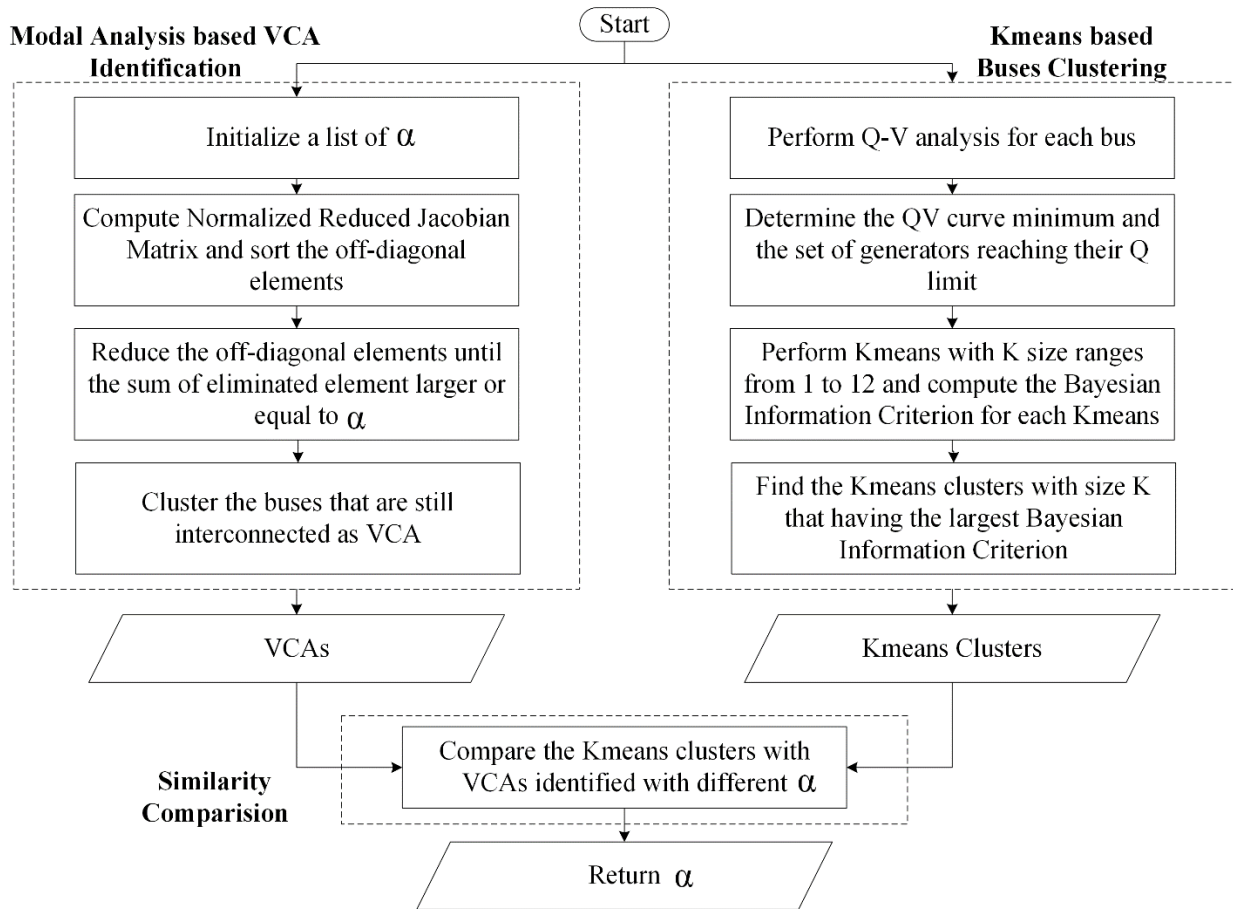 Start
Modal Analysis based VCA
Identification
Initialize a list of α
Compute Normalized Reduced Jacobian
Matrix and sort the off-diagonal
elements
Reduce the off-diagonal elements until
the sum of eliminated element larger or
equal to α
Cluster the buses that are still
interconnected as VCA
VCAs
Kmeans based
Buses Clustering
Perform Q-V analysis for each bus
Determine the QV curve minimum and
the set of generators reaching their Q
limit
Perform Kmeans with K size ranges
from 1 to 12 and compute the Bayesian
Information Criterion for each Kmeans
Find the Kmeans clusters with size K
that having the largest Bayesian
Information Criterion
Kmeans Clusters
Similarity
Comparision
Compare the Kmeans clusters with
VCAs identified with different α
Return α